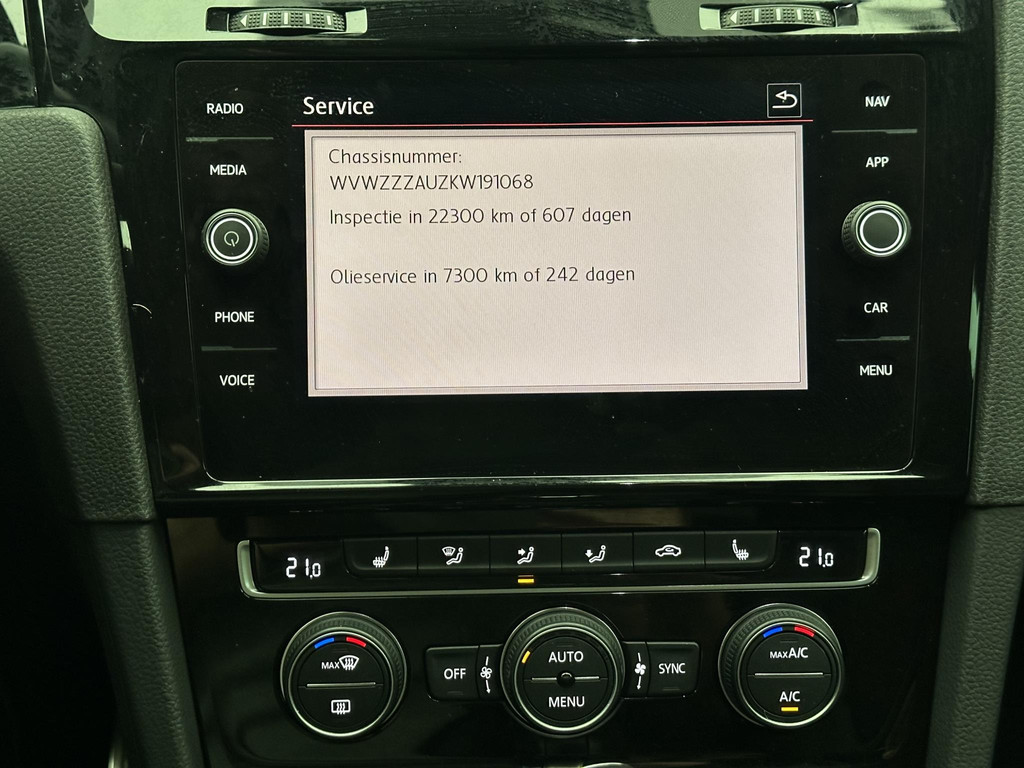 RADIO
Service
NAV
MEDIA
APP
Chassisnummer:
WVWZZZAUZKW191068
Inspectie in 22300 km of 607 dagen
Olieservice in 7300 km of 242 dagen
PHONE
CAR
VOICE
MENU
21,0
21,0
MAX
OFF
AUTO
MENU
SYNC
MAX A/C
A/C